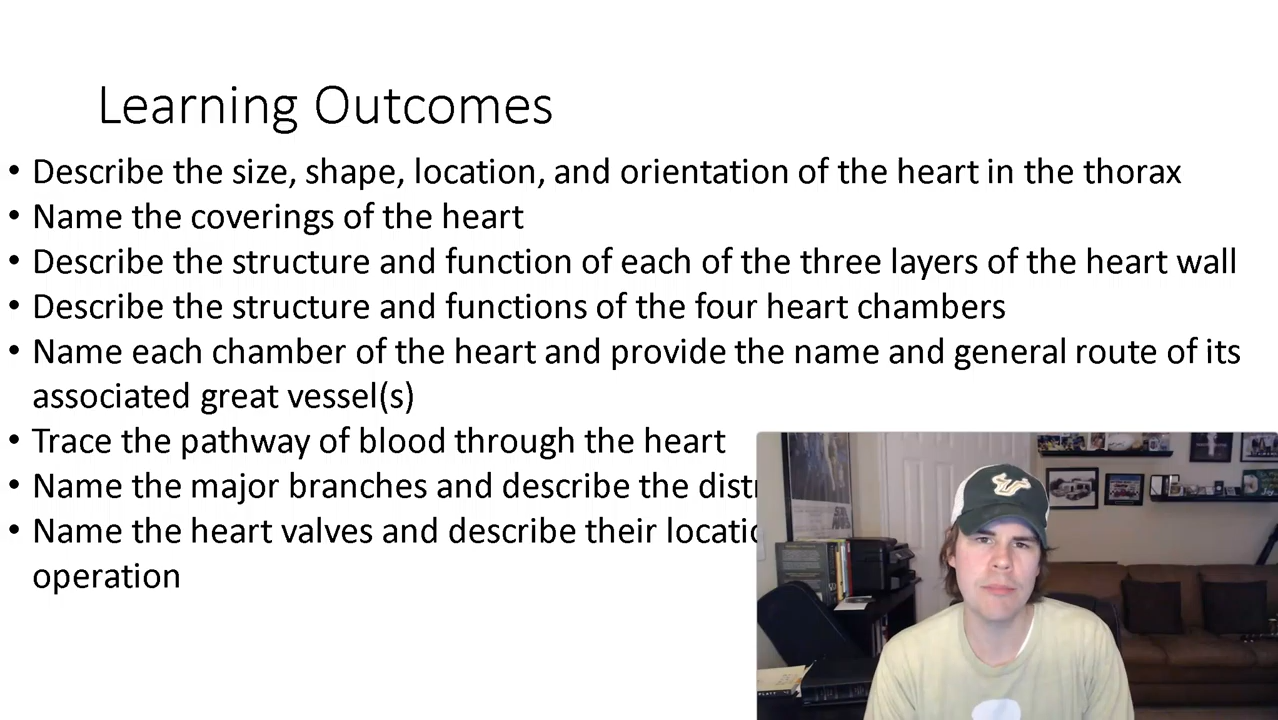 Learning Outcomes
• Describe the size, shape, location, and orientation of the heart in the thorax
• Name the coverings of the heart
• Describe the structure and function of each of the three layers of the heart wall
• Describe the structure and functions of the four heart chambers
• Name each chamber of the heart and provide the name and general route of its
associated great vessel(s)
• Trace the pathway of blood through the heart
• Name the major branches and describe the
• Name the heart valves and describe their
operation